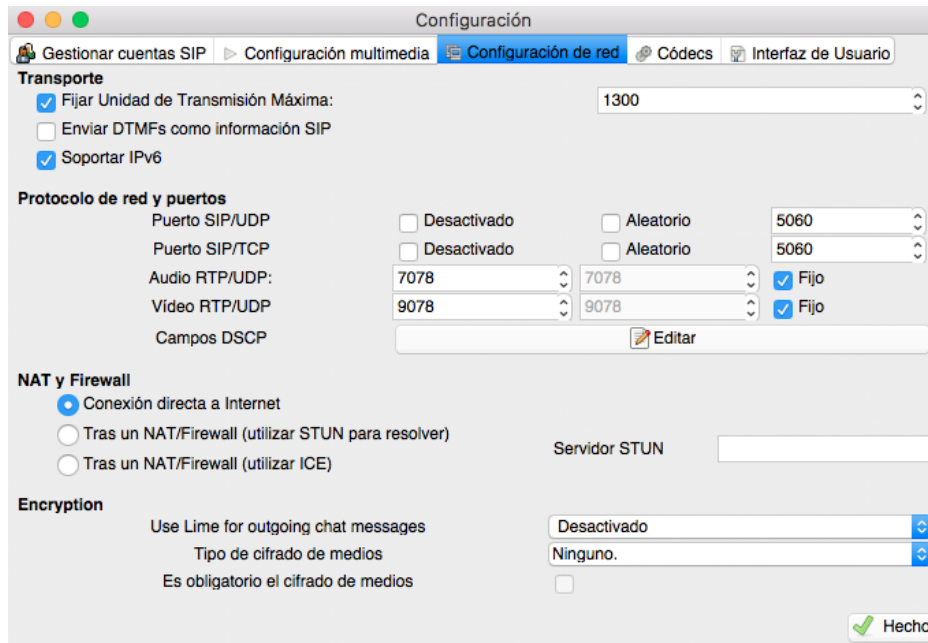 Configuración
Gestionar cuentas SIP Configuración multimedia Configuración de red Códecs Interfaz de Usuario
Transporte
Fijar Unidad de Transmisión Máxima: 1300
Enviar DTMFs como información SIP
Soportar IPv6
Protocolo de red y puertos
Puerto SIP/UDP Desactivado Aleatorio 5060
Puerto SIP/TCP Desactivado Aleatorio 5060
Audio RTP/UDP: 7078 7078 Fijo
Vídeo RTP/UDP 9078 9078 Fijo
Campos DSCP Editar
NAT y Firewall
Conexión directa a Internet
Tras un NAT/Firewall (utilizar STUN para resolver)
Servidor STUN
Tras un NAT/Firewall (utilizar ICE)
Encryption
Use Lime for outgoing chat messages Desactivado
Tipo de cifrado de medios Ninguno.
Es obligatorio el cifrado de medios
Hecho